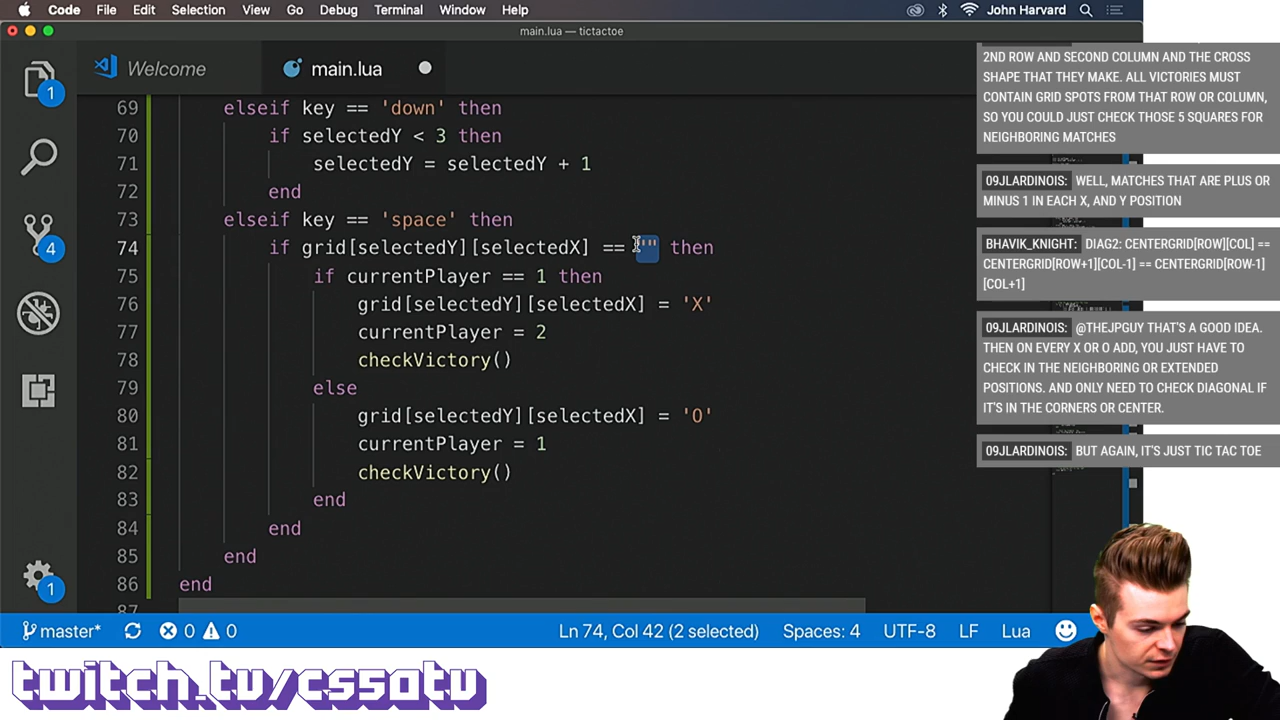 Code File Edit Selection View Go Debug Terminal Window Help John Harvard
main.lua — tictactoe
Welcome main.lua
1
4
1
69 elseif key == 'down' then
70 if selectedY < 3 then
71 selectedY = selectedY + 1
72 end
73 elseif key == 'space' then
74 if grid[selectedY][selectedX] == '' then
75 if currentPlayer == 1 then
76 grid[selectedY][selectedX] = 'X'
77 currentPlayer = 2
78 checkVictory()
79 else
80 grid[selectedY][selectedX] = 'O'
81 currentPlayer = 1
82 checkVictory()
83 end
84 end
85 end
86 end
87
2ND ROW AND SECOND COLUMN AND THE CROSS
SHAPE THAT THEY MAKE. ALL VICTORIES MUST
CONTAIN GRID SPOTS FROM THAT ROW OR COLUMN,
SO YOU COULD JUST CHECK THOSE 5 SQUARES FOR
NEIGHBORING MATCHES
09JLARDINOIS: WELL, MATCHES THAT ARE PLUS OR
MINUS 1 IN EACH X, AND Y POSITION
BHAVIK_KNIGHT: DIAG2: CENTERGRID[ROW][COL] ==
CENTERGRID[ROW+1][COL-1] == CENTERGRID[ROW-1]
[COL+1]
09JLARDINOIS: @THEJPGUY THAT'S A GOOD IDEA.
THEN ON EVERY X OR O ADD, YOU JUST HAVE TO
CHECK IN THE NEIGHBORING OR EXTENDED
POSITIONS. AND ONLY NEED TO CHECK DIAGONAL IF
IT'S IN THE CORNERS OR CENTER.
09JLARDINOIS: BUT AGAIN, IT'S JUST TIC TAC TOE
master* 0 0 Ln 74, Col 42 (2 selected) Spaces: 4 UTF-8 LF Lua
twitch.tv/cs50tv